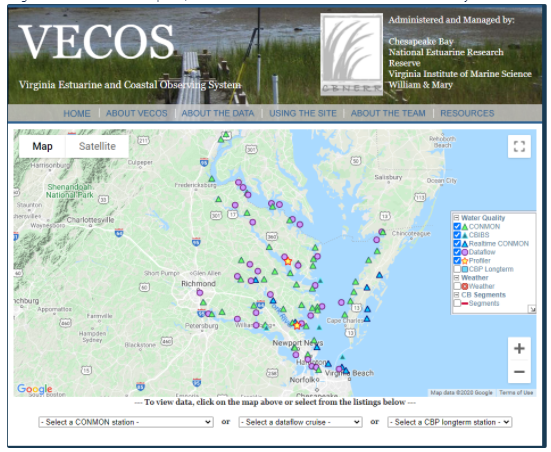 VECOS
Virginia Estuarine and Coastal Observing System
CBNERR
Administered and Managed by:
Chesapeake Bay
National Estuarine Research
Reserve
Virginia Institute of Marine Science
William & Mary
HOME | ABOUT VECOS | ABOUT THE DATA | USING THE SITE | ABOUT THE TEAM | RESOURCES
Map Satellite
Rehoboth
Beach
Harrisonburg
Culpeper
Salisbury
Ocean City
Shenandoah
National Park
Fredericksburg
Staunton
Waynesboro
Charlottesville
Chincoteague
Short Pump
Glen Allen
Richmond
Appomattox
Farmville
Hampden
Sydney
Blackstone
Petersburg
Cape Charles
Newport News
Norfolk
Virginia Beach
Chesapeake
Water Quality
CONMON
CBIBS
Realtime CONMON
Dataflow
Profiler
CBP Longterm
Weather
Weather
CB Segments
Segments
+
−
Google
Map data ©2020 Google Terms of Use
--- To view data, click on the map above or select from the listings below ---
- Select a CONMON station - or - Select a dataflow cruise - or - Select a CBP longterm station -